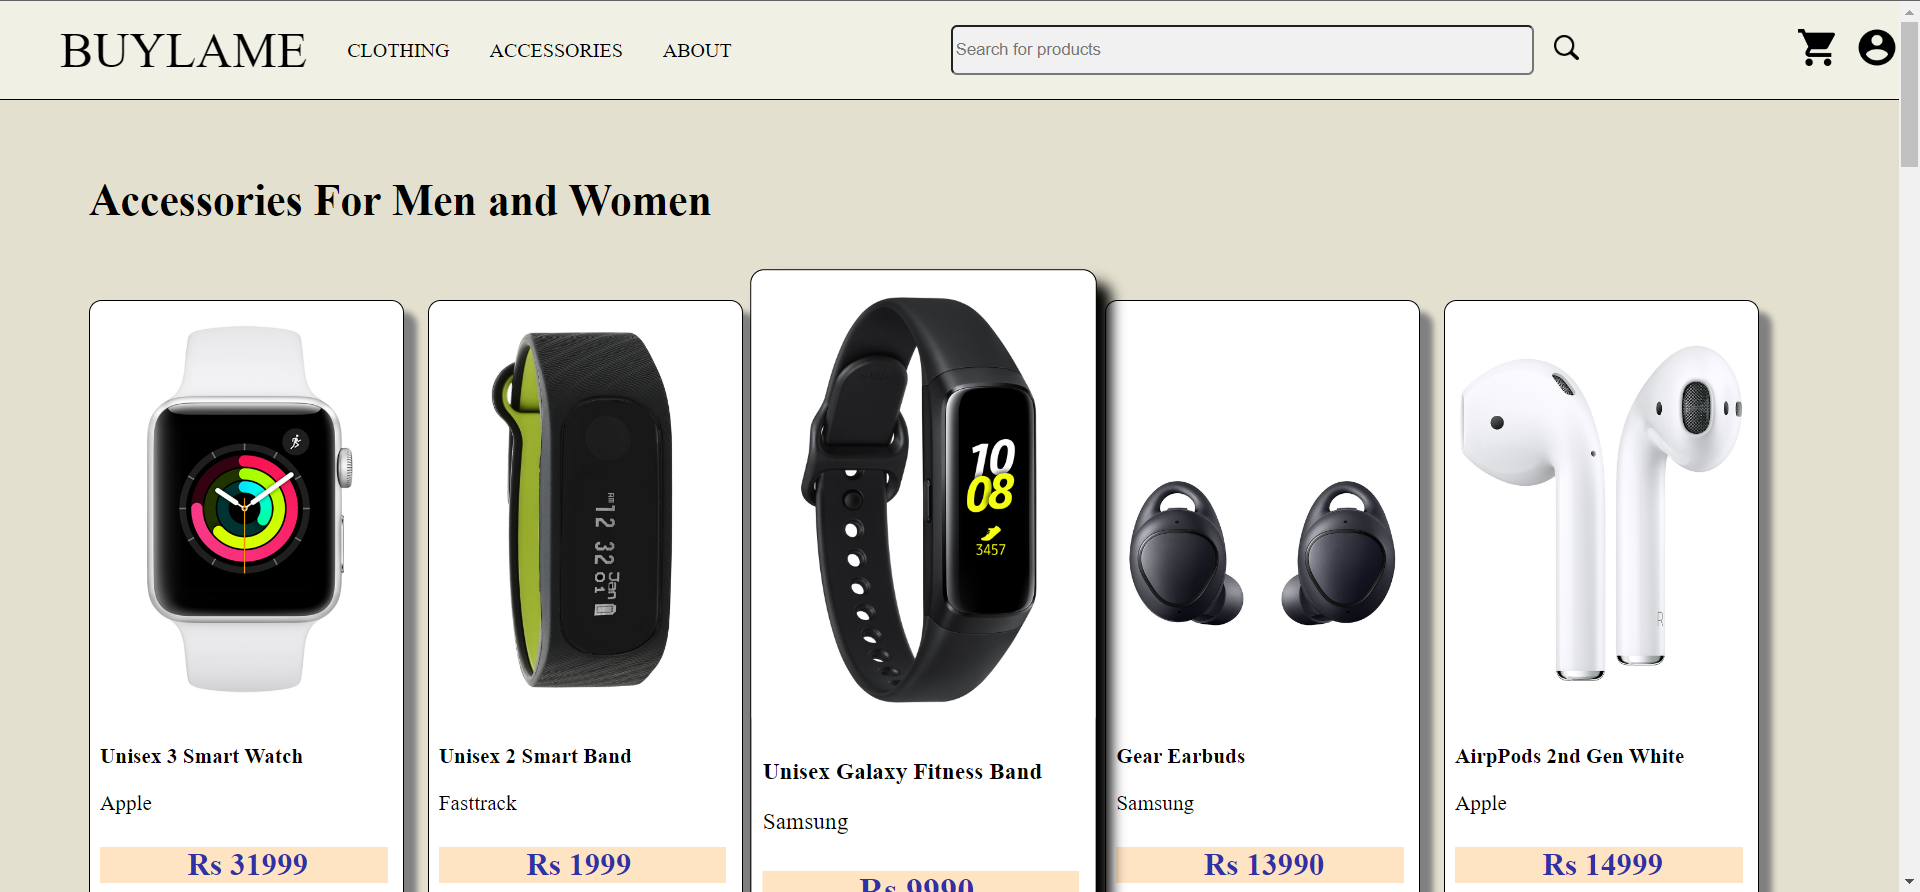 BUYLAME
CLOTHING
ACCESSORIES
ABOUT
Search for products
Accessories For Men and Women
AM
12 32
Jan
01
10
08
3457
R
Unisex 3 Smart Watch
Apple
Rs 31999
Unisex 2 Smart Band
Fasttrack
Rs 1999
Unisex Galaxy Fitness Band
Samsung
Rs 9990
Gear Earbuds
Samsung
Rs 13990
AirpPods 2nd Gen White
Apple
Rs 14999